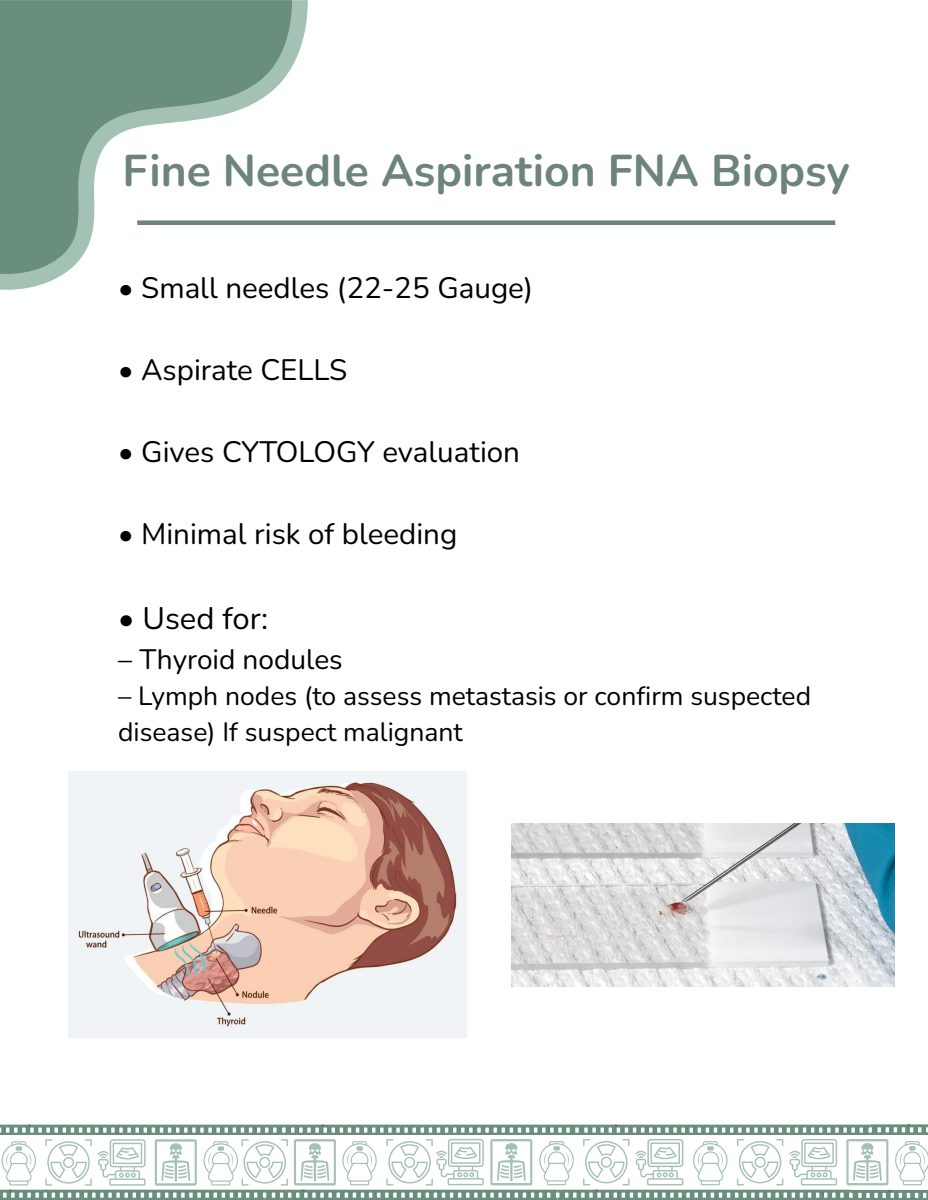 Fine Needle Aspiration FNA Biopsy
• Small needles (22-25 Gauge)
• Aspirate CELLS
• Gives CYTOLOGY evaluation
• Minimal risk of bleeding
• Used for:
– Thyroid nodules
– Lymph nodes (to assess metastasis or confirm suspected
disease) If suspect malignant
Needle
Ultrasound
wand
Nodule
Thyroid